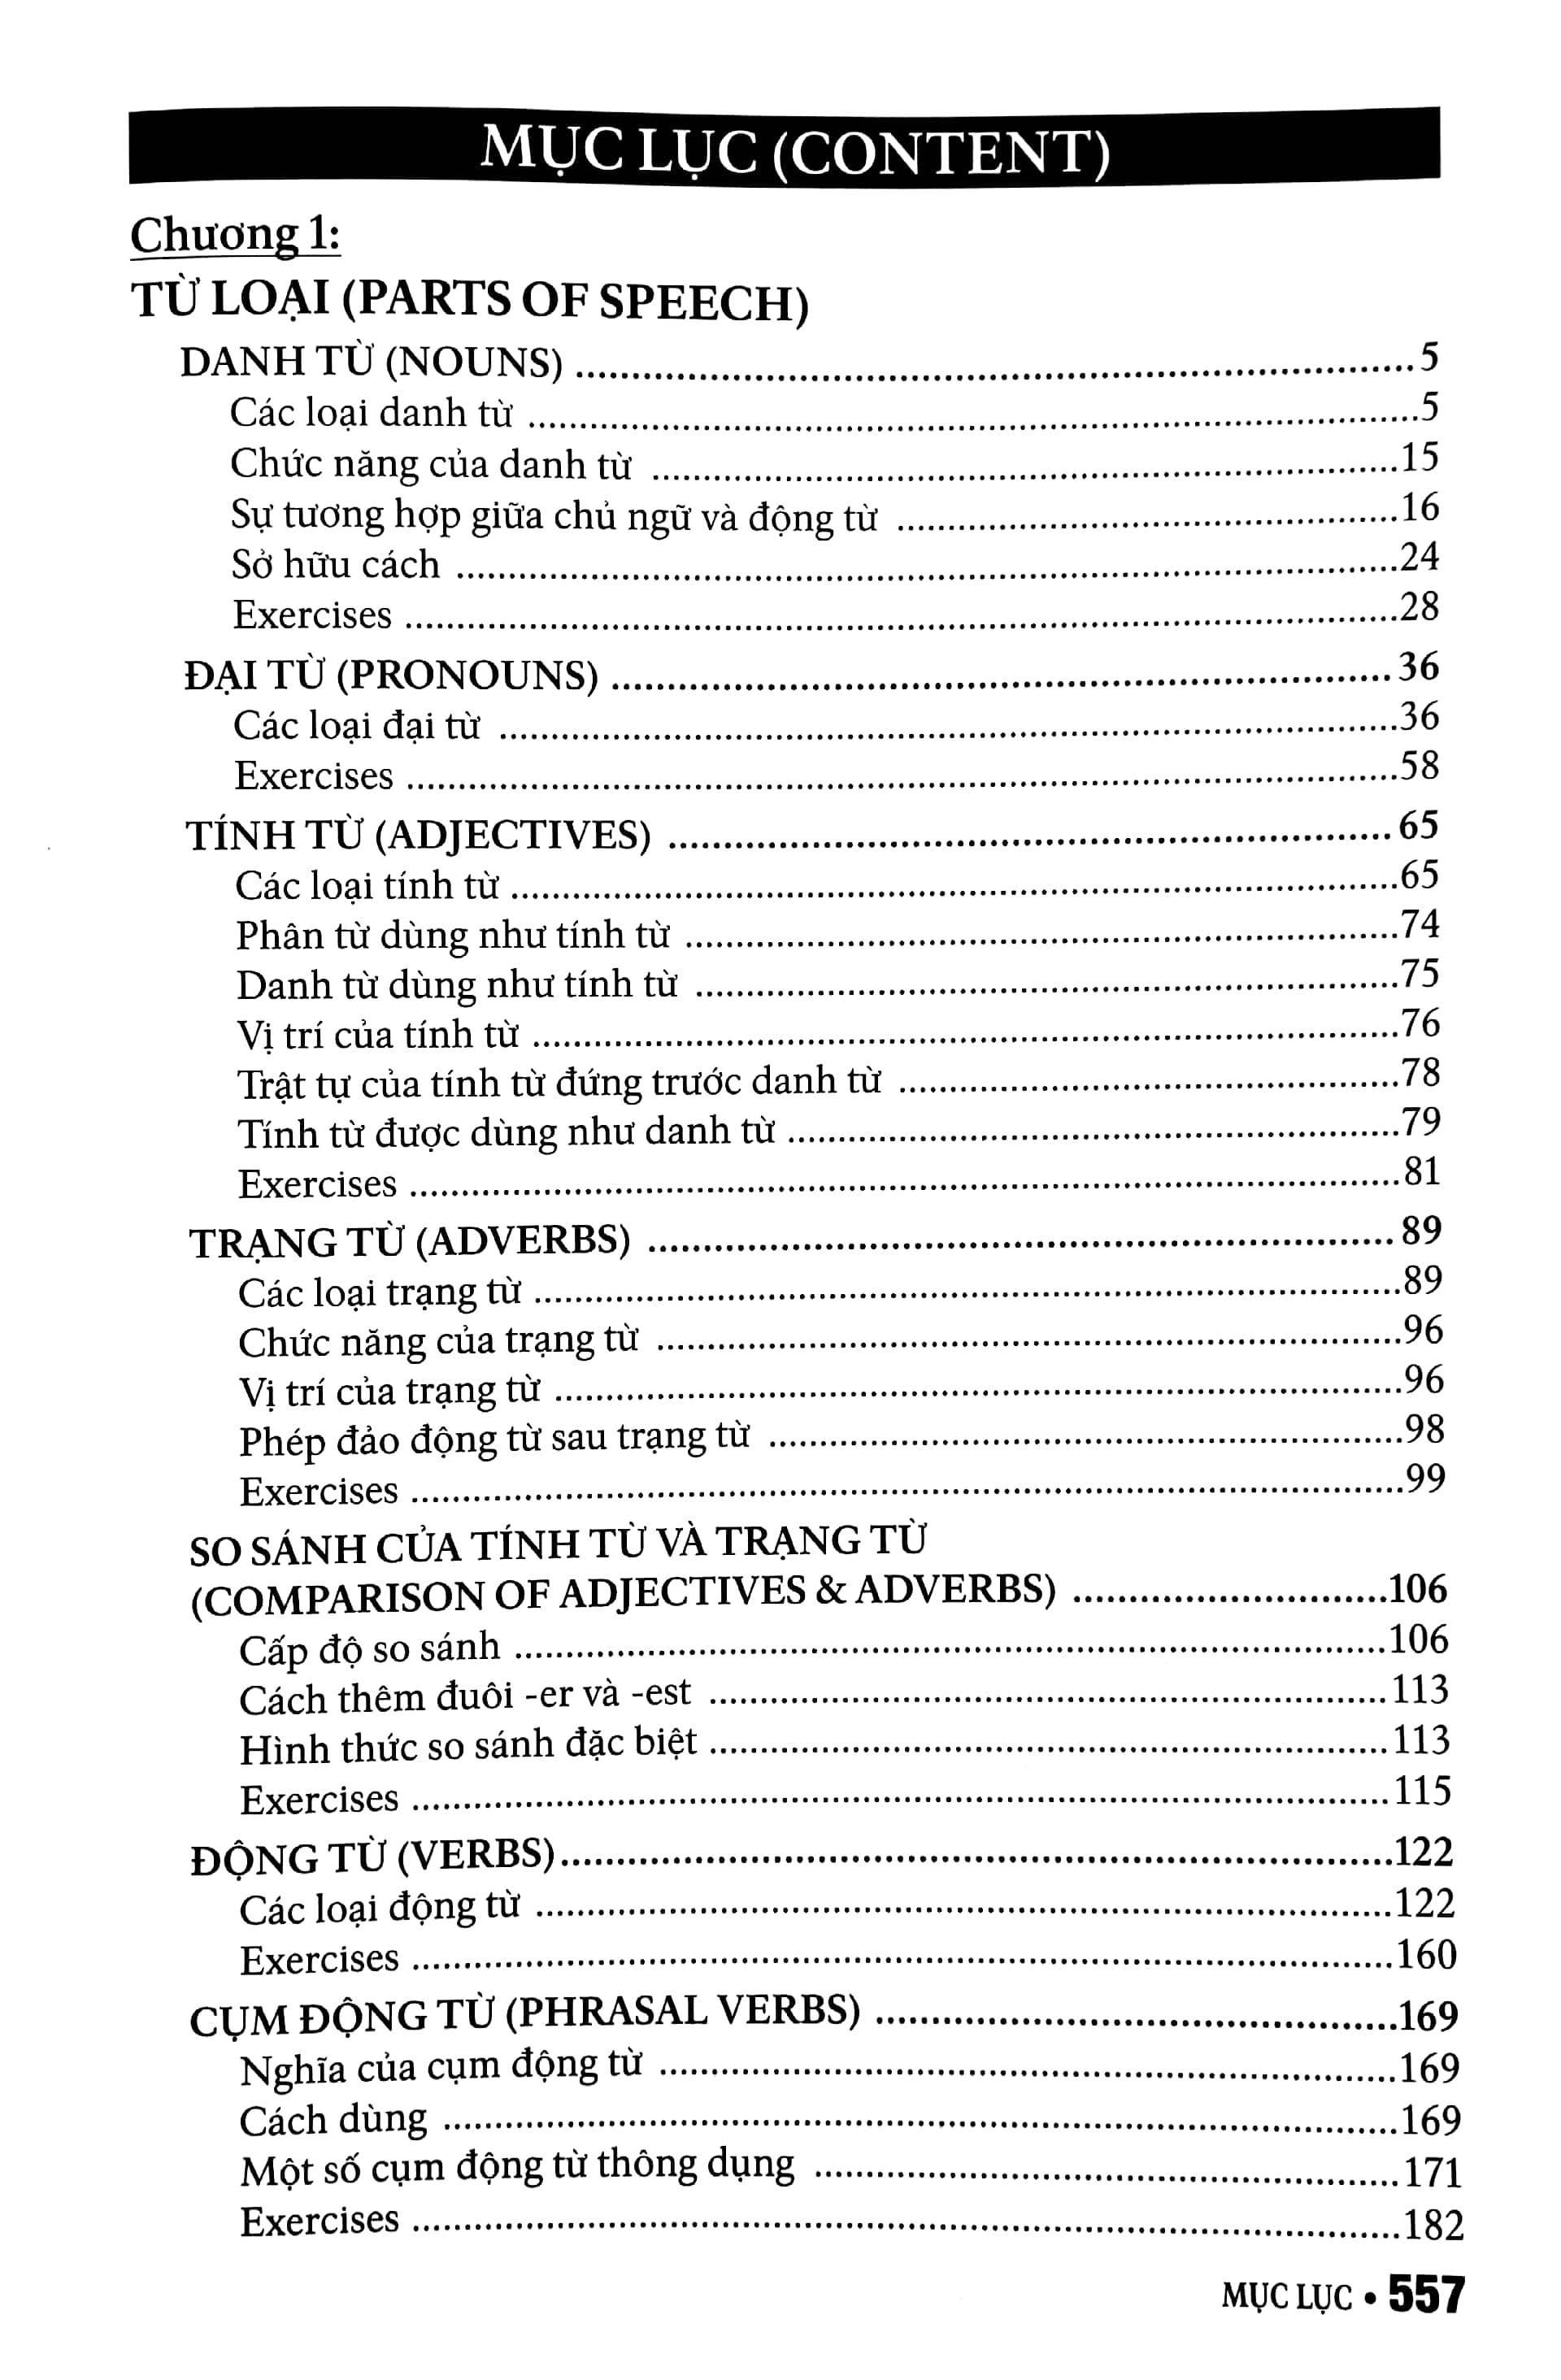 MỤC LỤC (CONTENT)
Chương 1:
TỪ LOẠI (PARTS OF SPEECH)
DANH TỪ (NOUNS) ........................ 5
Các loại danh từ ........................ 5
Chức năng của danh từ ........................ 15
Sự tương hợp giữa chủ ngữ và động từ ........................ 16
Sở hữu cách ........................ 24
Exercises ........................ 28
ĐẠI TỪ (PRONOUNS) ........................ 36
Các loại đại từ ........................ 36
Exercises ........................ 58
TÍNH TỪ (ADJECTIVES) ........................ 65
Các loại tính từ ........................ 65
Phân từ dùng như tính từ ........................ 74
Danh từ dùng như tính từ ........................ 75
Vị trí của tính từ ........................ 76
Trật tự của tính từ đứng trước danh từ ........................ 78
Tính từ được dùng như danh từ ........................ 79
Exercises ........................ 81
TRẠNG TỪ (ADVERBS) ........................ 89
Các loại trạng từ ........................ 89
Chức năng của trạng từ ........................ 96
Vị trí của trạng từ ........................ 96
Phép đảo động từ sau trạng từ ........................ 98
Exercises ........................ 99
SO SÁNH CỦA TÍNH TỪ VÀ TRẠNG TỪ
(COMPARISON OF ADJECTIVES & ADVERBS) ........................ 106
Cấp độ so sánh ........................ 106
Cách thêm đuôi -er và -est ........................ 113
Hình thức so sánh đặc biệt ........................ 113
Exercises ........................ 115
ĐỘNG TỪ (VERBS) ........................ 122
Các loại động từ ........................ 122
Exercises ........................ 160
CỤM ĐỘNG TỪ (PHRASAL VERBS) ........................ 169
Nghĩa của cụm động từ ........................ 169
Cách dùng ........................ 169
Một số cụm động từ thông dụng ........................ 171
Exercises ........................ 182
MỤC LỤC • 557